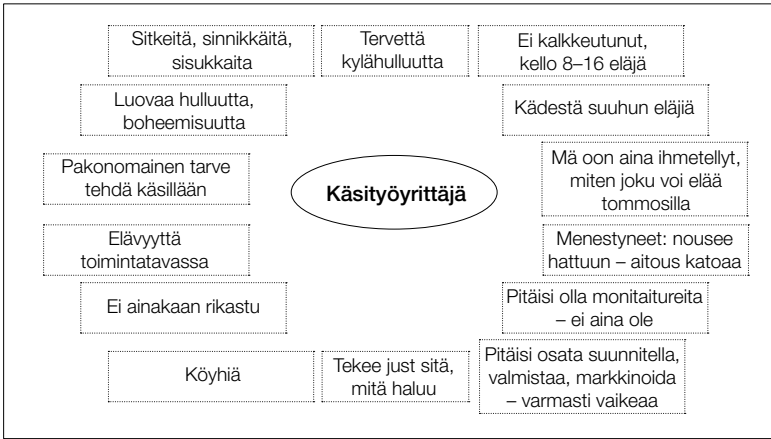 Sitkeitä, sinnikkäitä,
sisukkaita
Tervettä
kylähulluutta
Ei kalkkeutunut,
kello 8–16 eläjä
Luovaa hulluutta,
boheemisuutta
Kädestä suuhun eläjiä
Pakonomainen tarve
tehdä käsillään
Käsityöyrittäjä
Mä oon aina ihmetellyt,
miten joku voi elää
tommosilla
Elävyyttä
toimintatavassa
Menestyneet: nousee
hattuun – aitous katoaa
Ei ainakaan rikastu
Pitäisi olla monitaitureita
– ei aina ole
Köyhiä
Tekee just sitä,
mitä haluu
Pitäisi osata suunnitella,
valmistaa, markkinoida
– varmasti vaikeaa